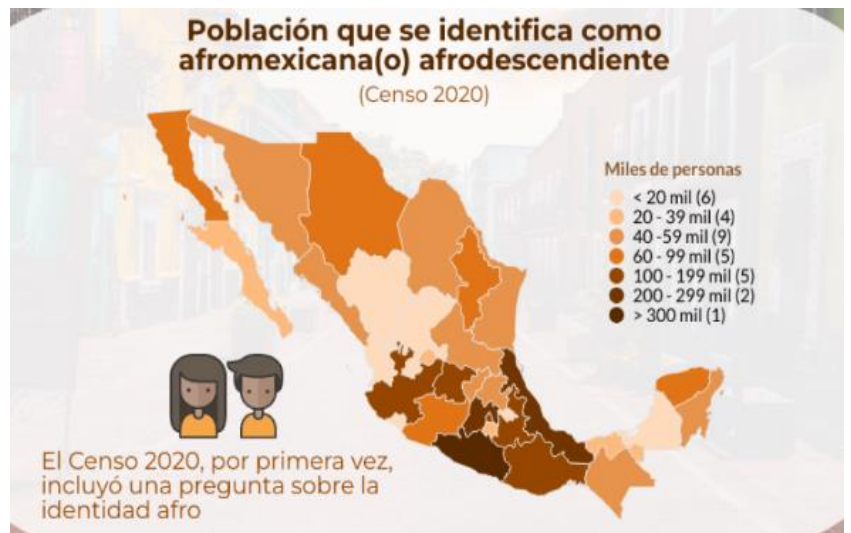 Población que se identifica como
afromexicana(o) afrodescendiente
(Censo 2020)
Miles de personas
< 20 mil (6)
20 - 39 mil (4)
40 -59 mil (9)
60 - 99 mil (5)
100 - 199 mil (5)
200 - 299 mil (2)
> 300 mil (1)
El Censo 2020, por primera vez,
incluyó una pregunta sobre la
identidad afro